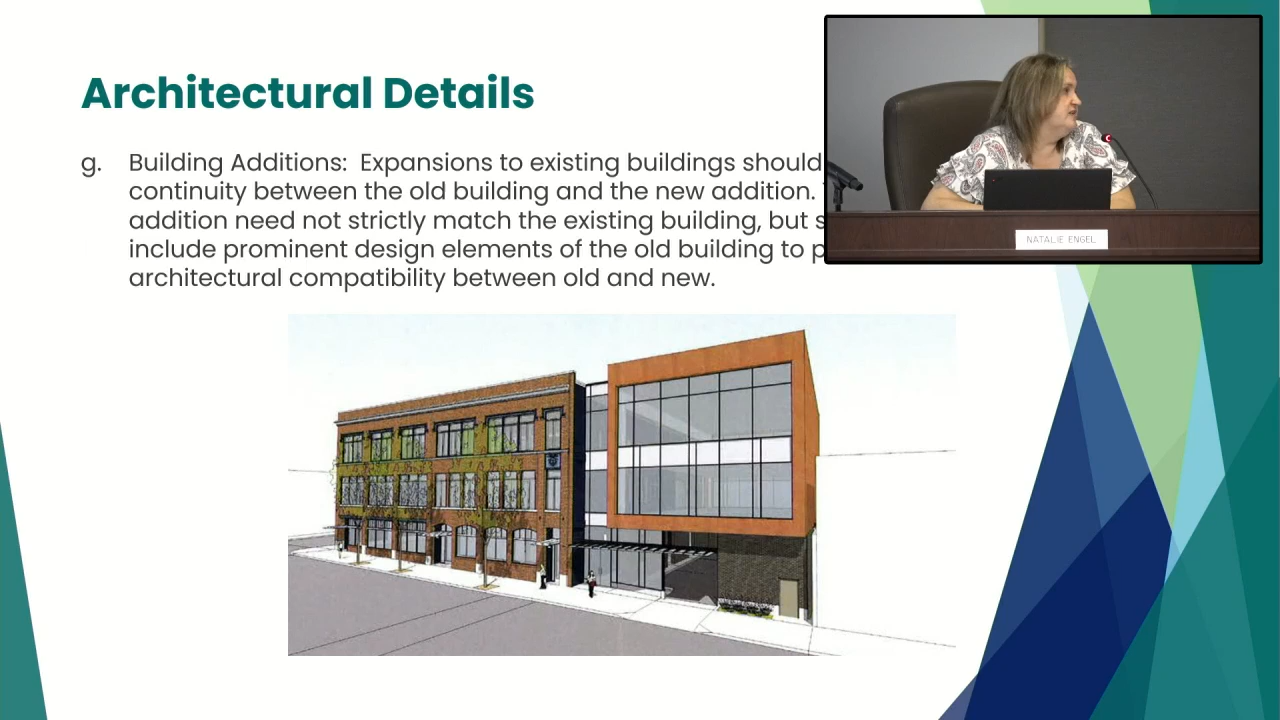 Architectural Details
g. Building Additions: Expansions to existing buildings should
continuity between the old building and the new addition.
addition need not strictly match the existing building, but
include prominent design elements of the old building to
architectural compatibility between old and new.
NATALIE ENGEL